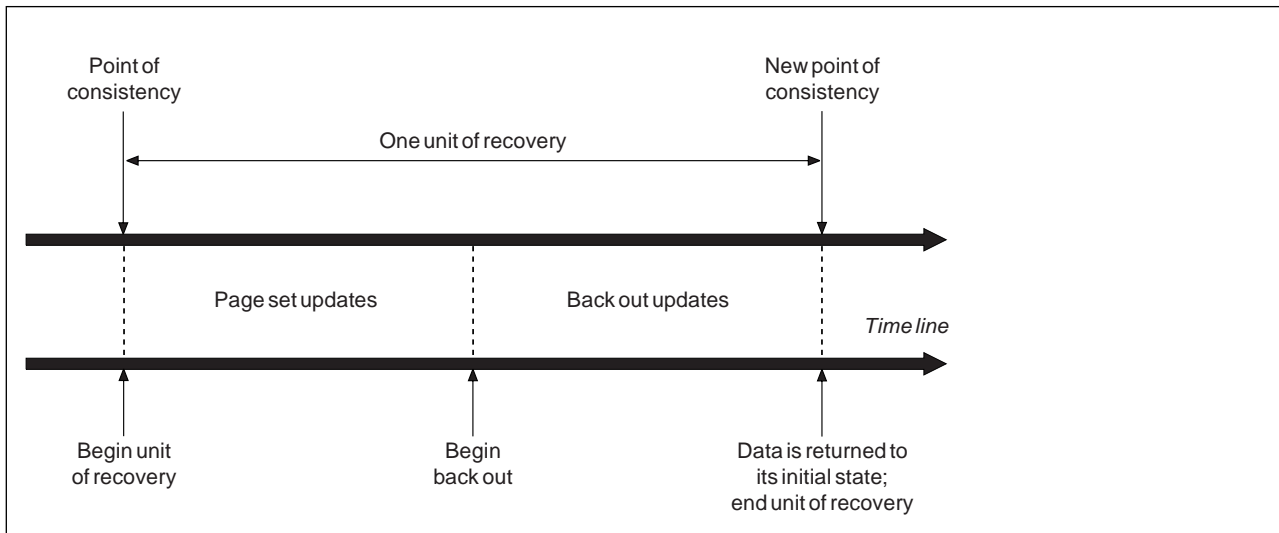 Point of
consistency
New point of
consistency
One unit of recovery
Page set updates
Back out updates
Time line
Begin unit
of recovery
Begin
back out
Data is returned to
its initial state;
end unit of recovery